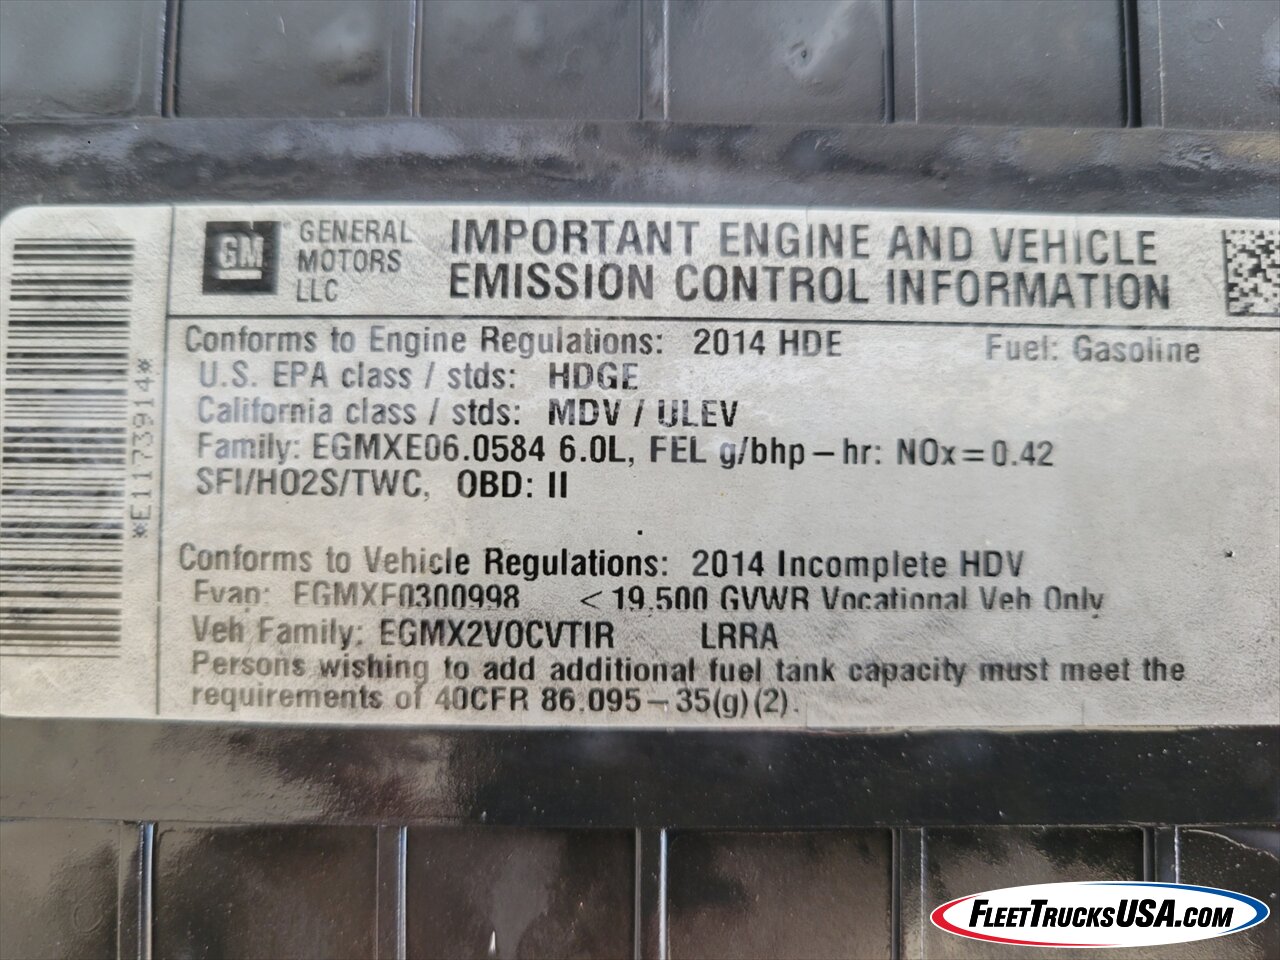 GM GENERAL MOTORS LLC
IMPORTANT ENGINE AND VEHICLE
EMISSION CONTROL INFORMATION
*E1173914*
Conforms to Engine Regulations: 2014 HDE Fuel: Gasoline
U.S. EPA class / stds: HDGE
California class / stds: MDV / ULEV
Family: EGMXE06.0584 6.0L, FEL g/bhp-hr: NOx=0.42
SFI/HO2S/TWC, OBD: II
Conforms to Vehicle Regulations: 2014 Incomplete HDV
Evap: EGMXF0300998 <19,500 GVWR Vocational Veh Only
Veh Family: EGMX2VOCVTIR LRRA
Persons wishing to add additional fuel tank capacity must meet the
requirements of 40CFR 86.095-35(g)(2).
FLEETTRUCKSUSA.COM